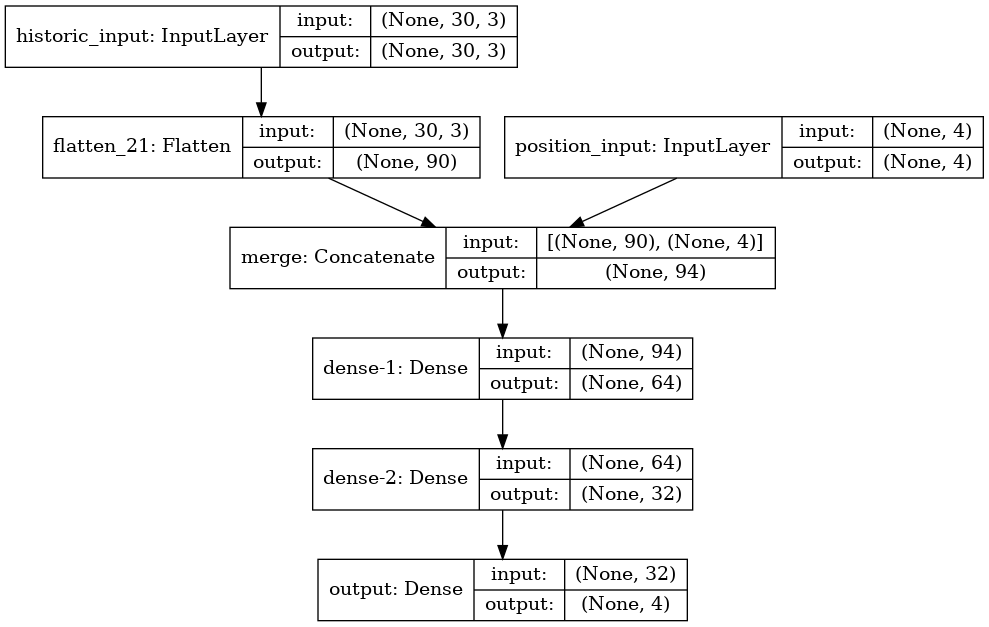 historic_input: InputLayer
input: (None, 30, 3)
output: (None, 30, 3)
flatten_21: Flatten
input: (None, 30, 3)
output: (None, 90)
position_input: InputLayer
input: (None, 4)
output: (None, 4)
merge: Concatenate
input: [(None, 90), (None, 4)]
output: (None, 94)
dense-1: Dense
input: (None, 94)
output: (None, 64)
dense-2: Dense
input: (None, 64)
output: (None, 32)
output: Dense
input: (None, 32)
output: (None, 4)